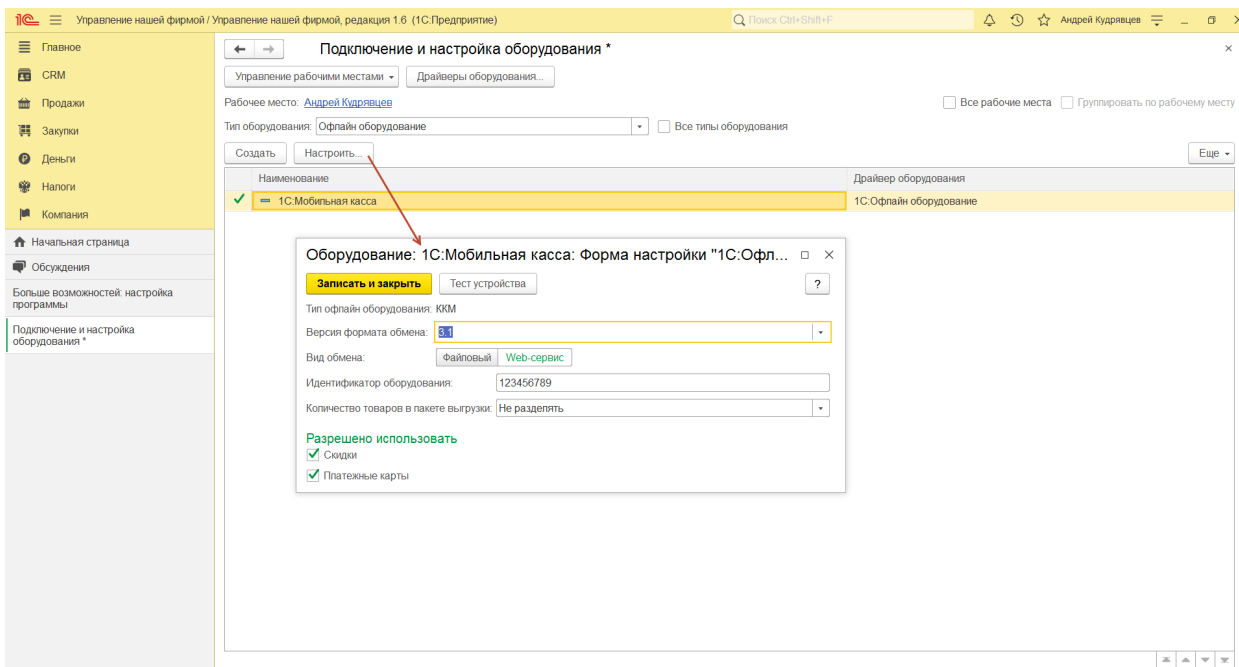 1С Управление нашей фирмой / Управление нашей фирмой, редакция 1.6 (1С:Предприятие) Поиск Ctrl+Shift+F Андрей Кудрявцев
Главное
CRM
Продажи
Закупки
Деньги
Налоги
Компания
Начальная страница
Обсуждения
Больше возможностей: настройка
программы
Подключение и настройка
оборудования *
Подключение и настройка оборудования *
Управление рабочими местами Драйверы оборудования...
Рабочее место: Андрей Кудрявцев Все рабочие места Группировать по рабочему месту
Тип оборудования: Офлайн оборудование Все типы оборудования
Создать Настроить... Еще
Наименование Драйвер оборудования
1С:Мобильная касса 1С:Офлайн оборудование
Оборудование: 1С:Мобильная касса: Форма настройки "1С:Офл...
Записать и закрыть Тест устройства ?
Тип офлайн оборудования: ККМ
Версия формата обмена: 3.1
Вид обмена: Файловый Web-сервис
Идентификатор оборудования: 123456789
Количество товаров в пакете выгрузки: Не разделять
Разрешено использовать
Скидки
Платежные карты